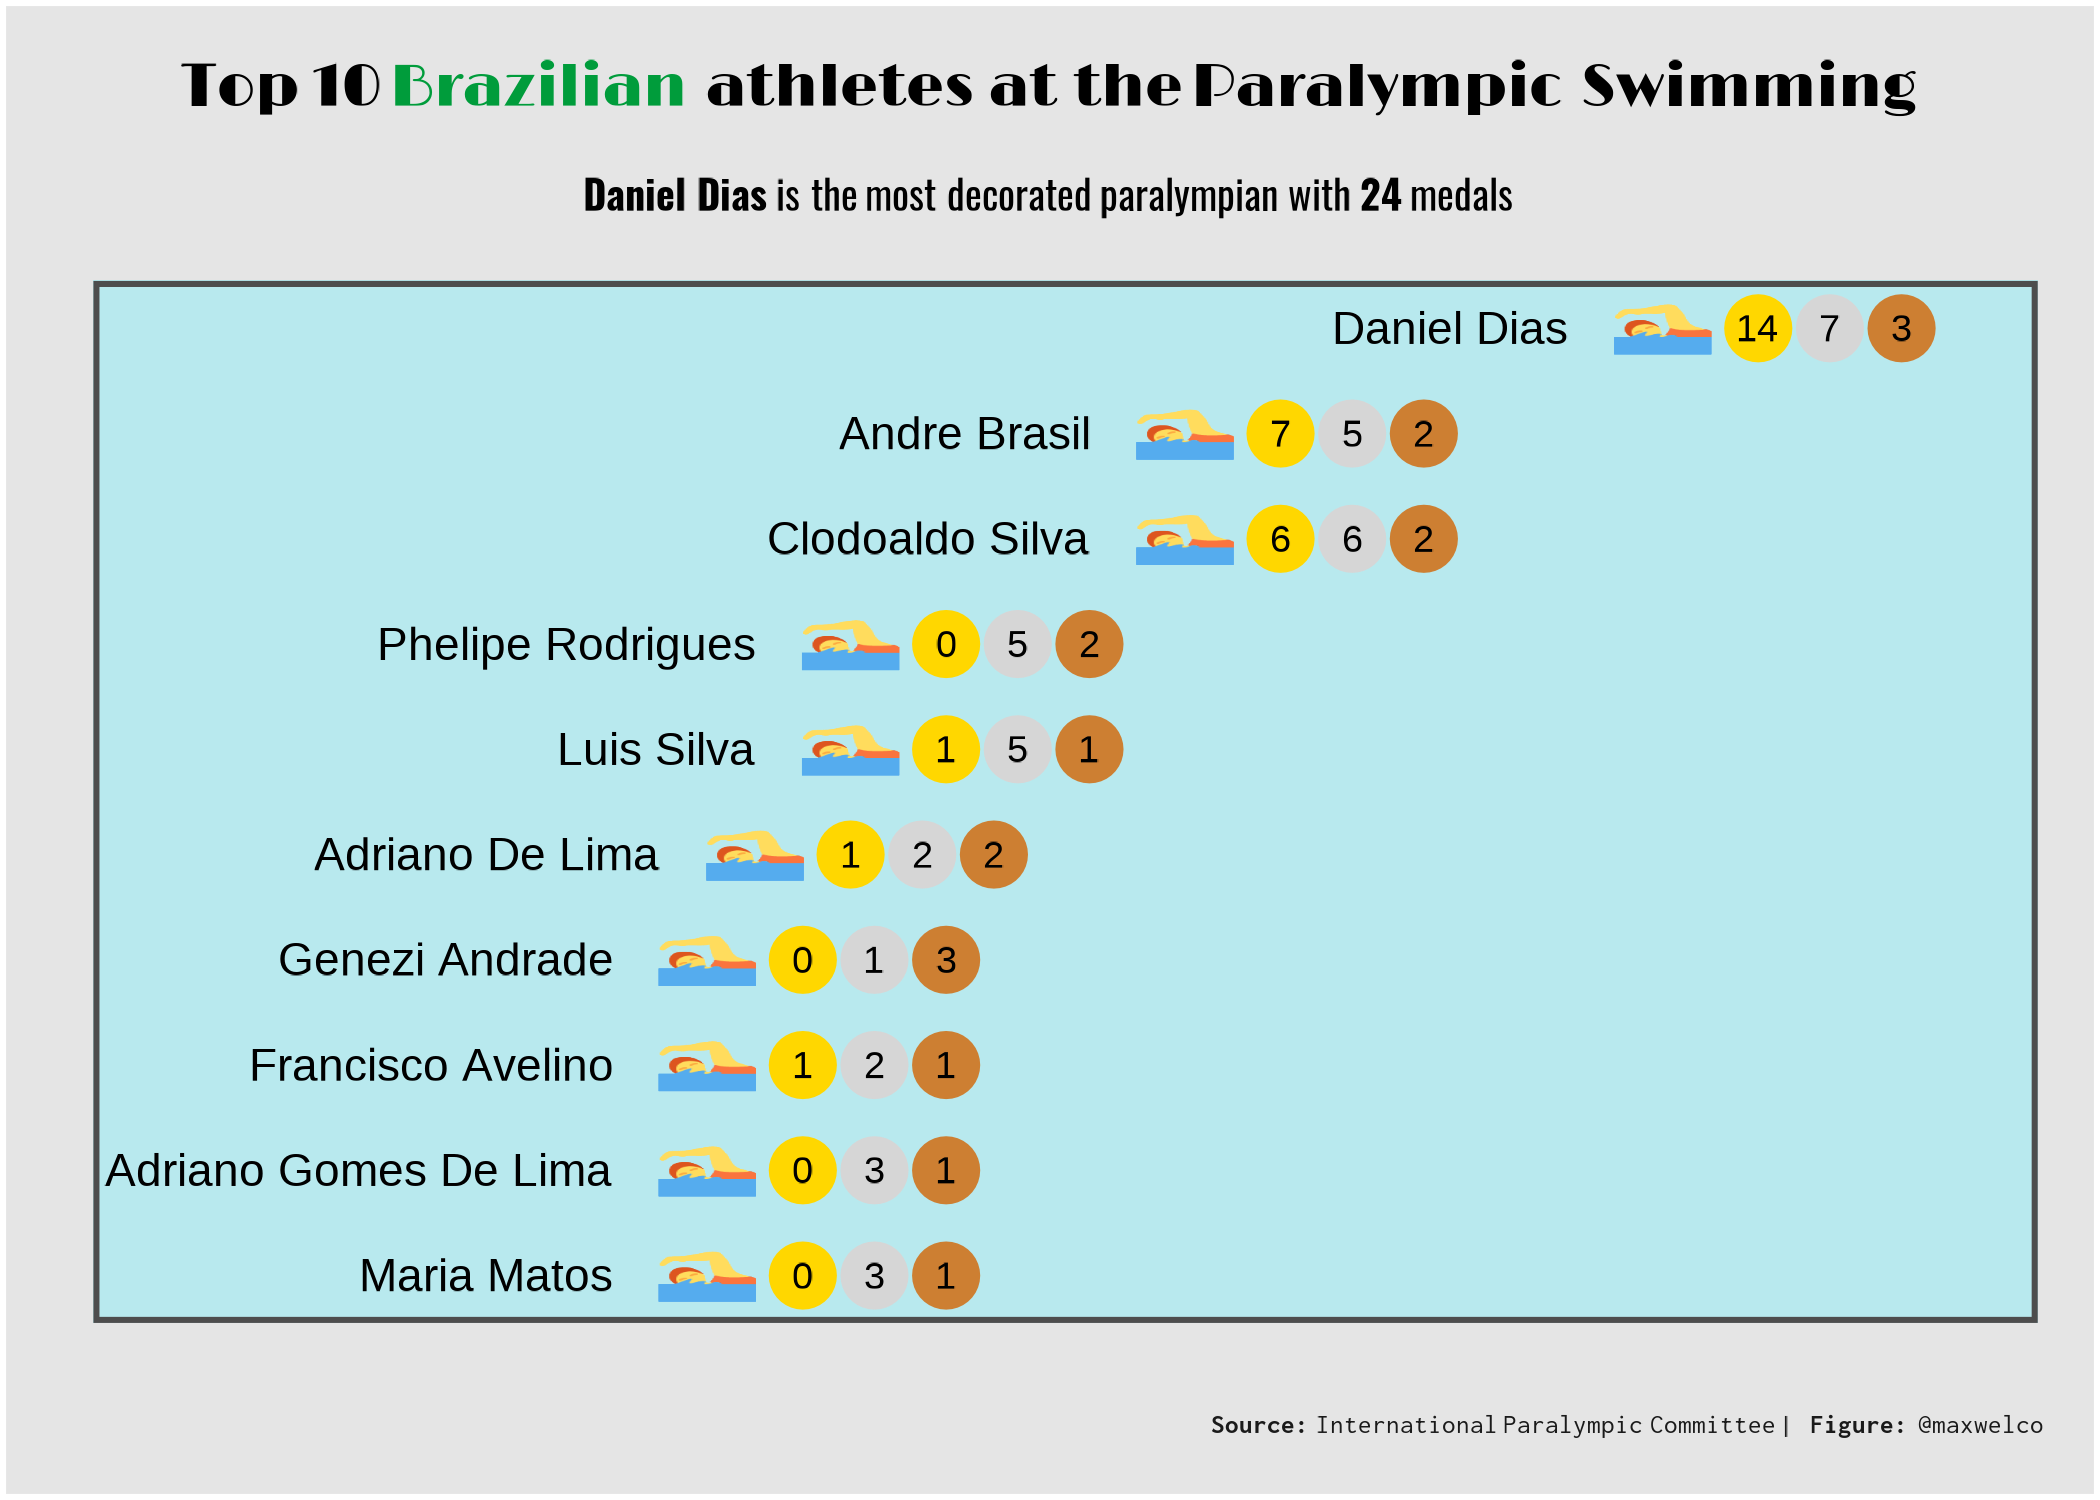 Top 10 Brazilian athletes at the Paralympic Swimming
Daniel Dias is the most decorated paralympian with 24 medals
Daniel Dias 14 7 3
Andre Brasil 7 5 2
Clodoaldo Silva 6 6 2
Phelipe Rodrigues 0 5 2
Luis Silva 1 5 1
Adriano De Lima 1 2 2
Genezi Andrade 0 1 3
Francisco Avelino 1 2 1
Adriano Gomes De Lima 0 3 1
Maria Matos 0 3 1
Source: International Paralympic Committee | Figure: @maxwelco